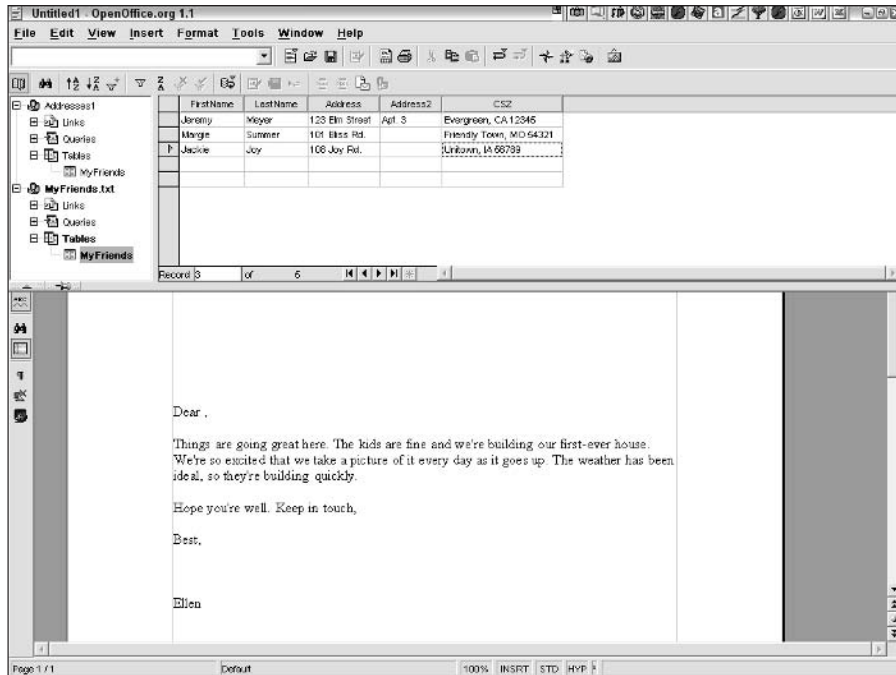 Untitled1 - OpenOffice.org 1.1
File Edit View Insert Format Tools Window Help
Addresses1
Links
Queries
Tables
MyFriends
MyFriends.txt
Links
Queries
Tables
MyFriends
FirstName LastName Address Address2 CSZ
Jeremy Meyer 123 Elm Street Apt. 3 Evergreen, CA 12345
Margie Summer 101 Bliss Rd. Friendly Town, MD 54321
Jackie Joy 108 Joy Rd. Unitown, IA 56789
Record 3 of 5
ABC
Dear ,
Things are going great here. The kids are fine and we're building our first-ever house.
We're so excited that we take a picture of it every day as it goes up. The weather has been
ideal, so they're building quickly.
Hope you're well. Keep in touch,
Best,
Ellen
Page 1 / 1 Default 100% INSRT STD HYP